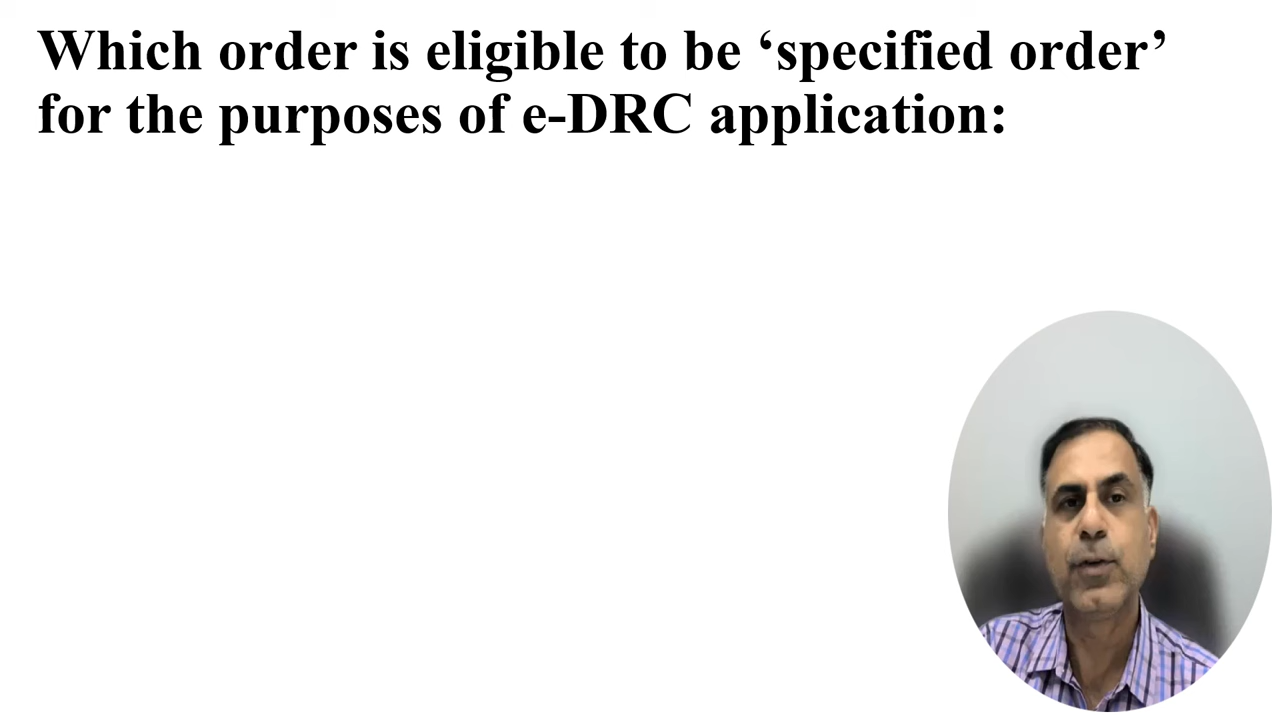 Which order is eligible to be ‘specified order’
for the purposes of e-DRC application: